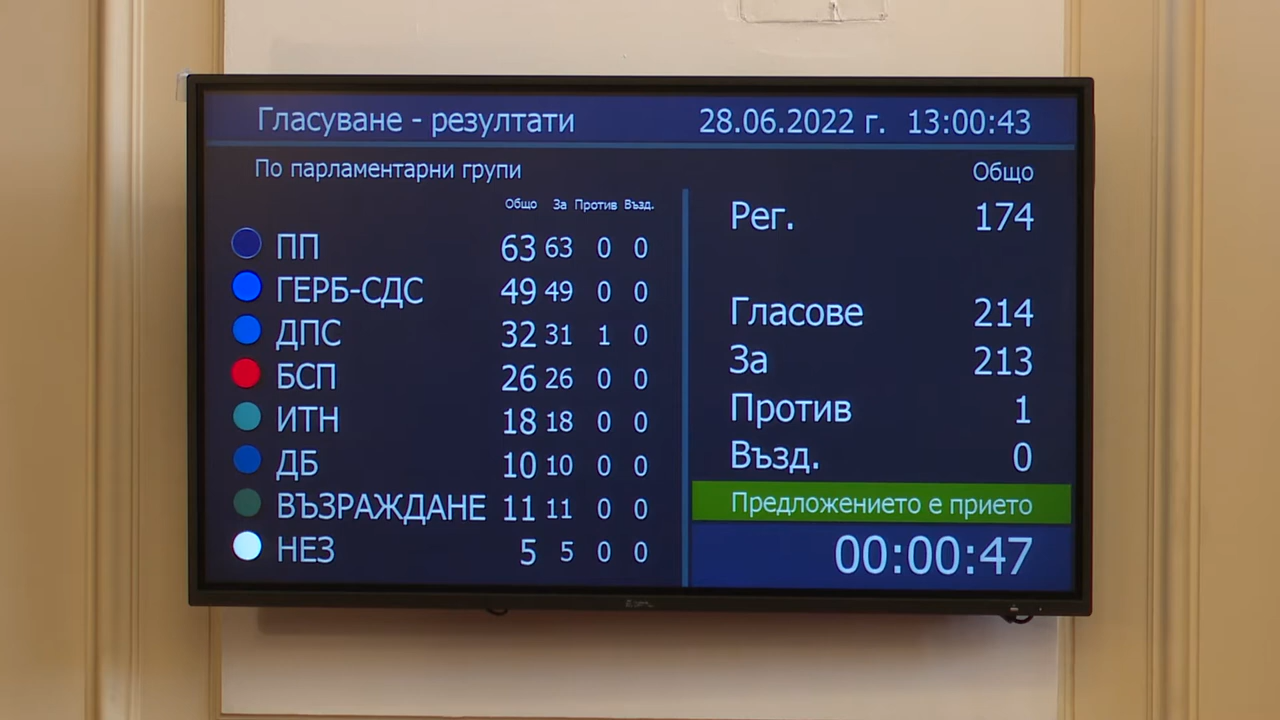 Гласуване - резултати 28.06.2022 г. 13:00:43
По парламентарни групи Общо
Общо За Против Възд.
ПП 63 63 0 0
ГЕРБ-СДС 49 49 0 0
ДПС 32 31 1 0
БСП 26 26 0 0
ИТН 18 18 0 0
ДБ 10 10 0 0
ВЪЗРАЖДАНЕ 11 11 0 0
НЕЗ 5 5 0 0
Рег. 174
Гласове 214
За 213
Против 1
Възд. 0
Предложението е прието
00:00:47